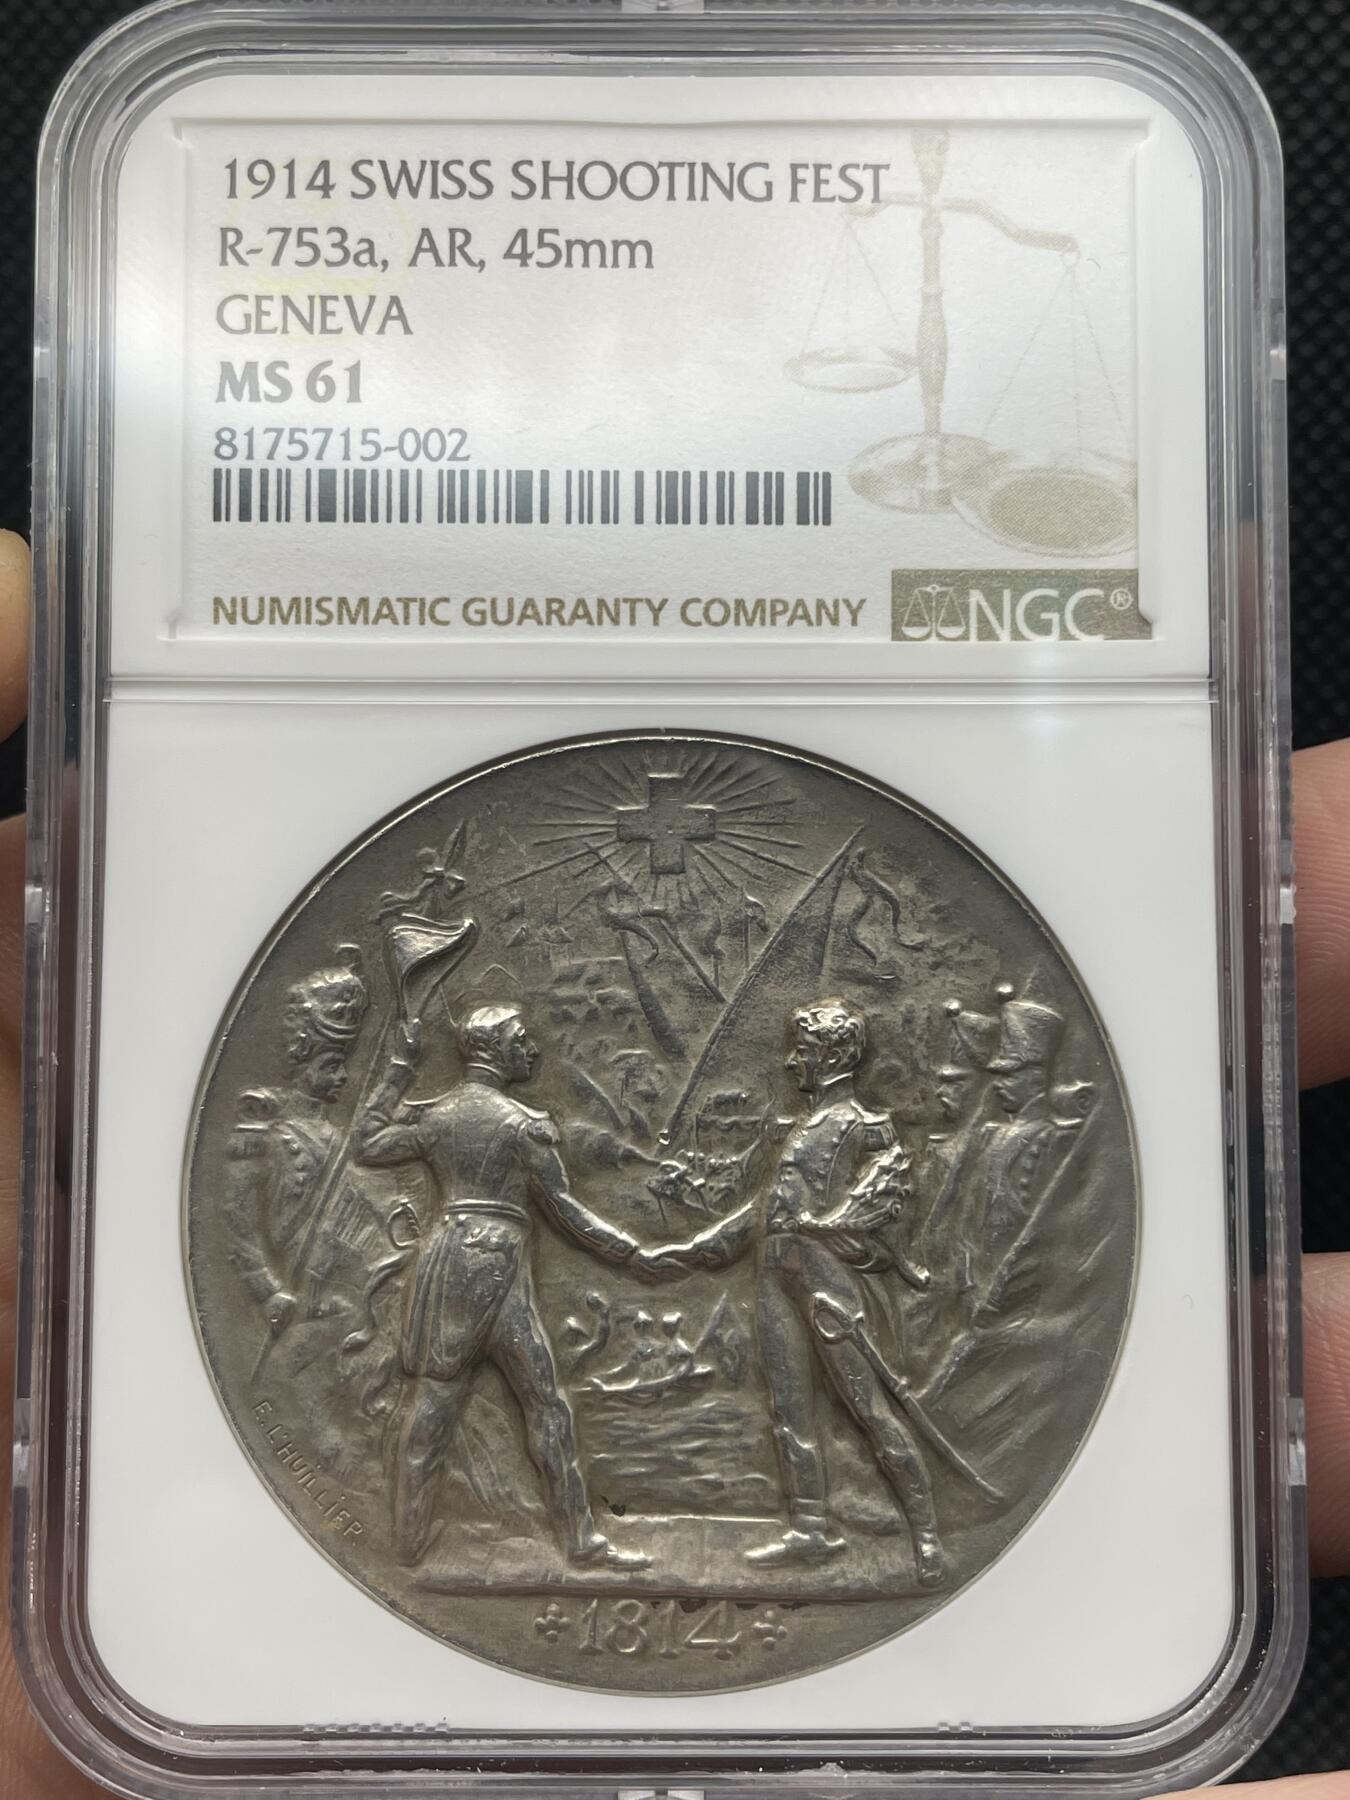 1914 SWISS SHOOTING FEST
R-753a, AR, 45mm
GENEVA
MS 61
8175715-002
NUMISMATIC GUARANTY COMPANY
NGC®
E. L'HUILLIER
1814